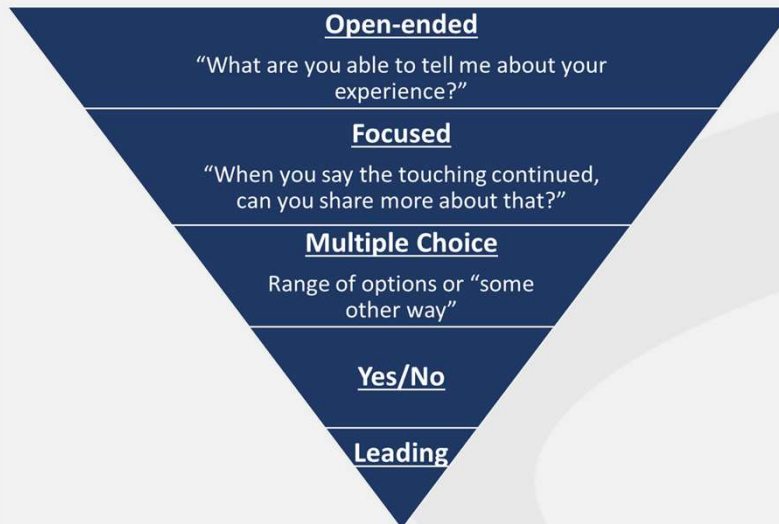 Open-ended
“What are you able to tell me about your
experience?”
Focused
“When you say the touching continued,
can you share more about that?”
Multiple Choice
Range of options or “some
other way”
Yes/No
Leading